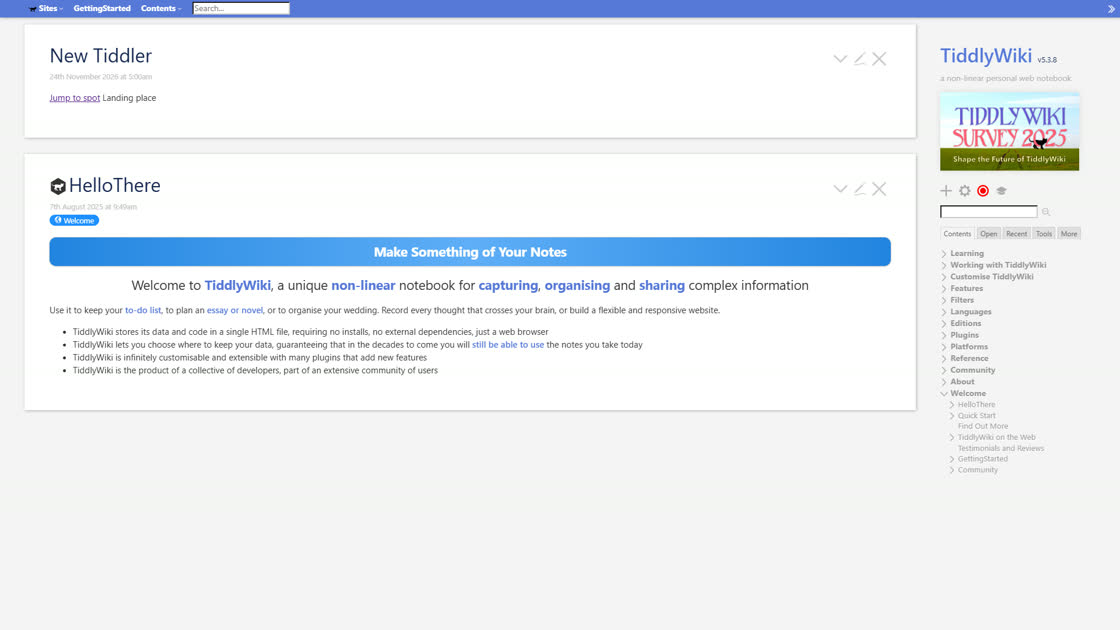 Sites GettingStarted Contents Search...
New Tiddler
24th November 2026 at 5:00am
Jump to spot Landing place
HelloThere
7th August 2025 at 9:49am
Welcome
Make Something of Your Notes
Welcome to TiddlyWiki, a unique non-linear notebook for capturing, organising and sharing complex information
Use it to keep your to-do list, to plan an essay or novel, or to organise your wedding. Record every thought that crosses your brain, or build a flexible and responsive website.
TiddlyWiki stores its data and code in a single HTML file, requiring no installs, no external dependencies, just a web browser
TiddlyWiki lets you choose where to keep your data, guaranteeing that in the decades to come you will still be able to use the notes you take today
TiddlyWiki is infinitely customisable and extensible with many plugins that add new features
TiddlyWiki is the product of a collective of developers, part of an extensive community of users
TiddlyWiki v5.3.8
a non-linear personal web notebook
TIDDLYWIKI
SURVEY 2025
Shape the Future of TiddlyWiki
Contents Open Recent Tools More
Learning
Working with TiddlyWiki
Customise TiddlyWiki
Features
Filters
Languages
Editions
Plugins
Platforms
Reference
Community
About
Welcome
HelloThere
Quick Start
Find Out More
TiddlyWiki on the Web
Testimonials and Reviews
GettingStarted
Community